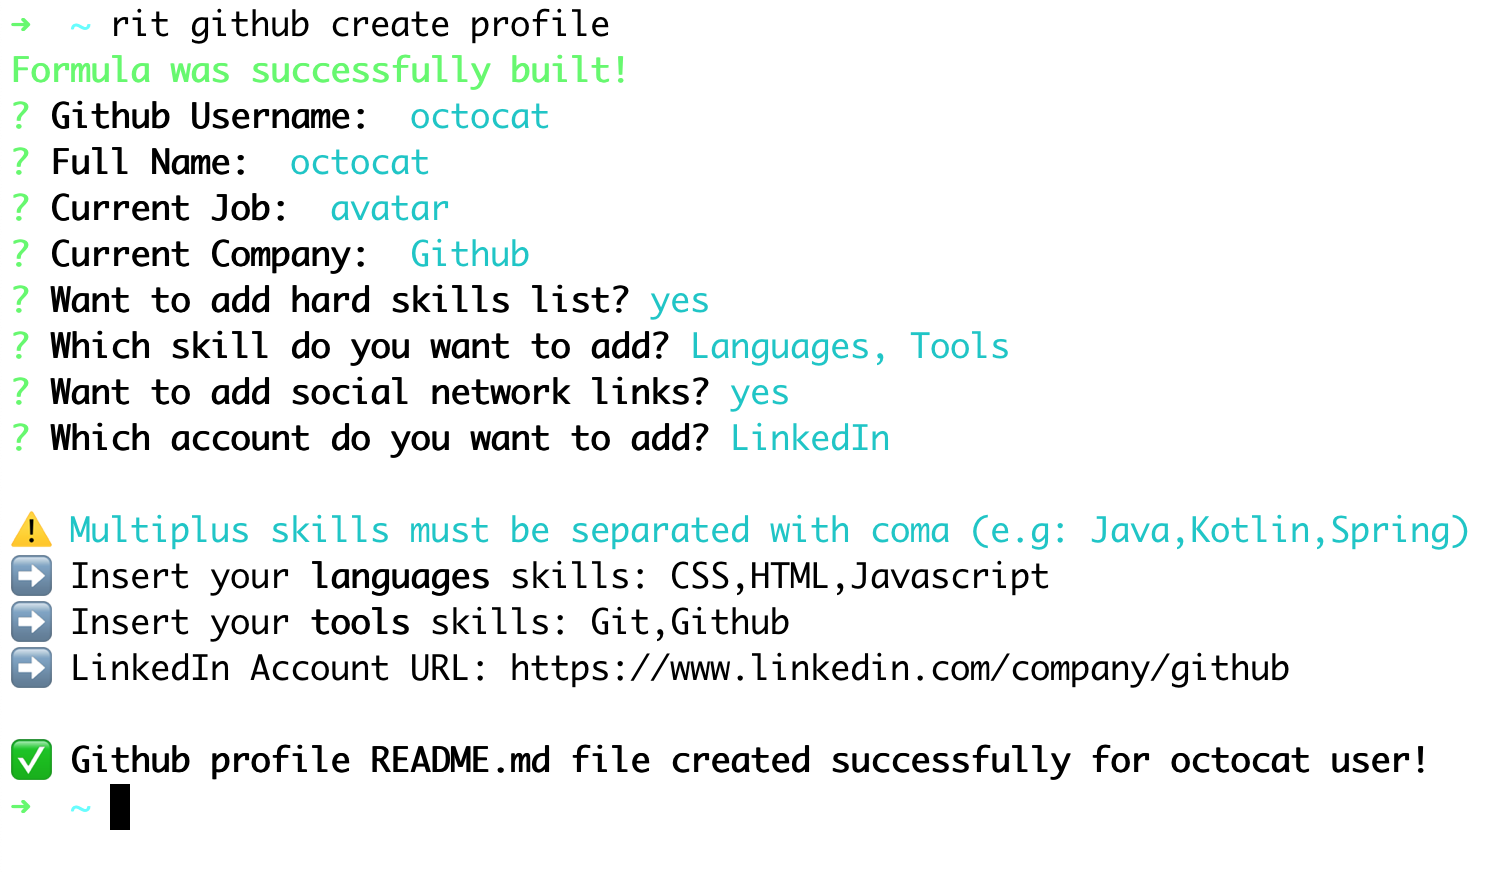 ➜  ~ rit github create profile
Formula was successfully built!
? Github Username:  octocat
? Full Name:  octocat
? Current Job:  avatar
? Current Company:  Github
? Want to add hard skills list? yes
? Which skill do you want to add? Languages, Tools
? Want to add social network links? yes
? Which account do you want to add? LinkedIn
⚠️ Multiplus skills must be separated with coma (e.g: Java,Kotlin,Spring)
➡️ Insert your languages skills: CSS,HTML,Javascript
➡️ Insert your tools skills: Git,Github
➡️ LinkedIn Account URL: https://www.linkedin.com/company/github
✅ Github profile README.md file created successfully for octocat user!
➜  ~